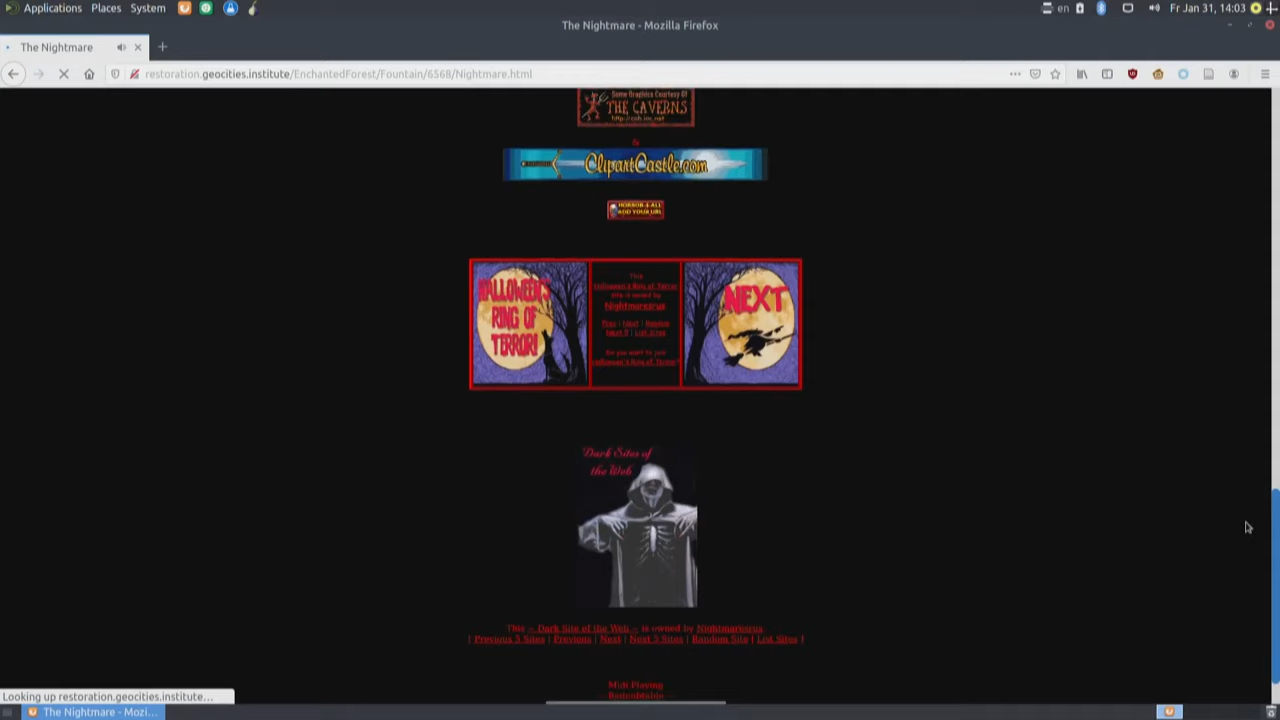 Applications Places System
en
Fr Jan 31, 14:03
The Nightmare - Mozilla Firefox
The Nightmare
restoration.geocities.institute/EnchantedForest/Fountain/6568/Nightmare.html
Some Graphics Courtesy Of
THE CAVERNS
&
ClipartCastle.com
HORROR 4 ALL
ADD YOUR URL
HALLOWEEN'S
RING OF
TERROR!
This
Halloween's Ring of Terror
site is owned by
Nightmaresrus
Prev | Next | Random
Next 5 | List Sites
Do you want to join
Halloween's Ring of Terror?
NEXT
Dark Sites of
the Web
This ~ Dark Site of the Web ~ is owned by Nightmaresrus
[ Previous 5 Sites | Previous | Next | Next 5 Sites | Random Site | List Sites ]
Midi Playing
Looking up restoration.geocities.institute…
The Nightmare - Mozi…